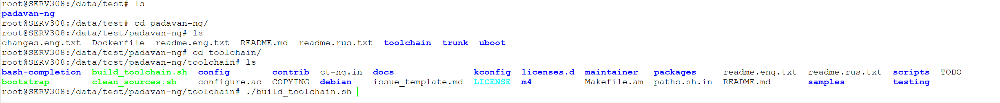 root@SERV308:/data/test# ls
padavan-ng
root@SERV308:/data/test# cd padavan-ng/
root@SERV308:/data/test/padavan-ng# ls
changes.eng.txt  Dockerfile  readme.eng.txt  README.md  readme.rus.txt  toolchain  trunk  uboot
root@SERV308:/data/test/padavan-ng# cd toolchain/
root@SERV308:/data/test/padavan-ng/toolchain# ls
bash-completion  build_toolchain.sh  config        contrib  ct-ng.in  docs               kconfig  licenses.d  maintainer   packages     readme.eng.txt  readme.rus.txt  scripts  TODO
bootstrap        clean_sources.sh    configure.ac  COPYING  debian    issue_template.md  LICENSE  m4          Makefile.am  paths.sh.in  README.md       samples         testing
root@SERV308:/data/test/padavan-ng/toolchain# ./build_toolchain.sh